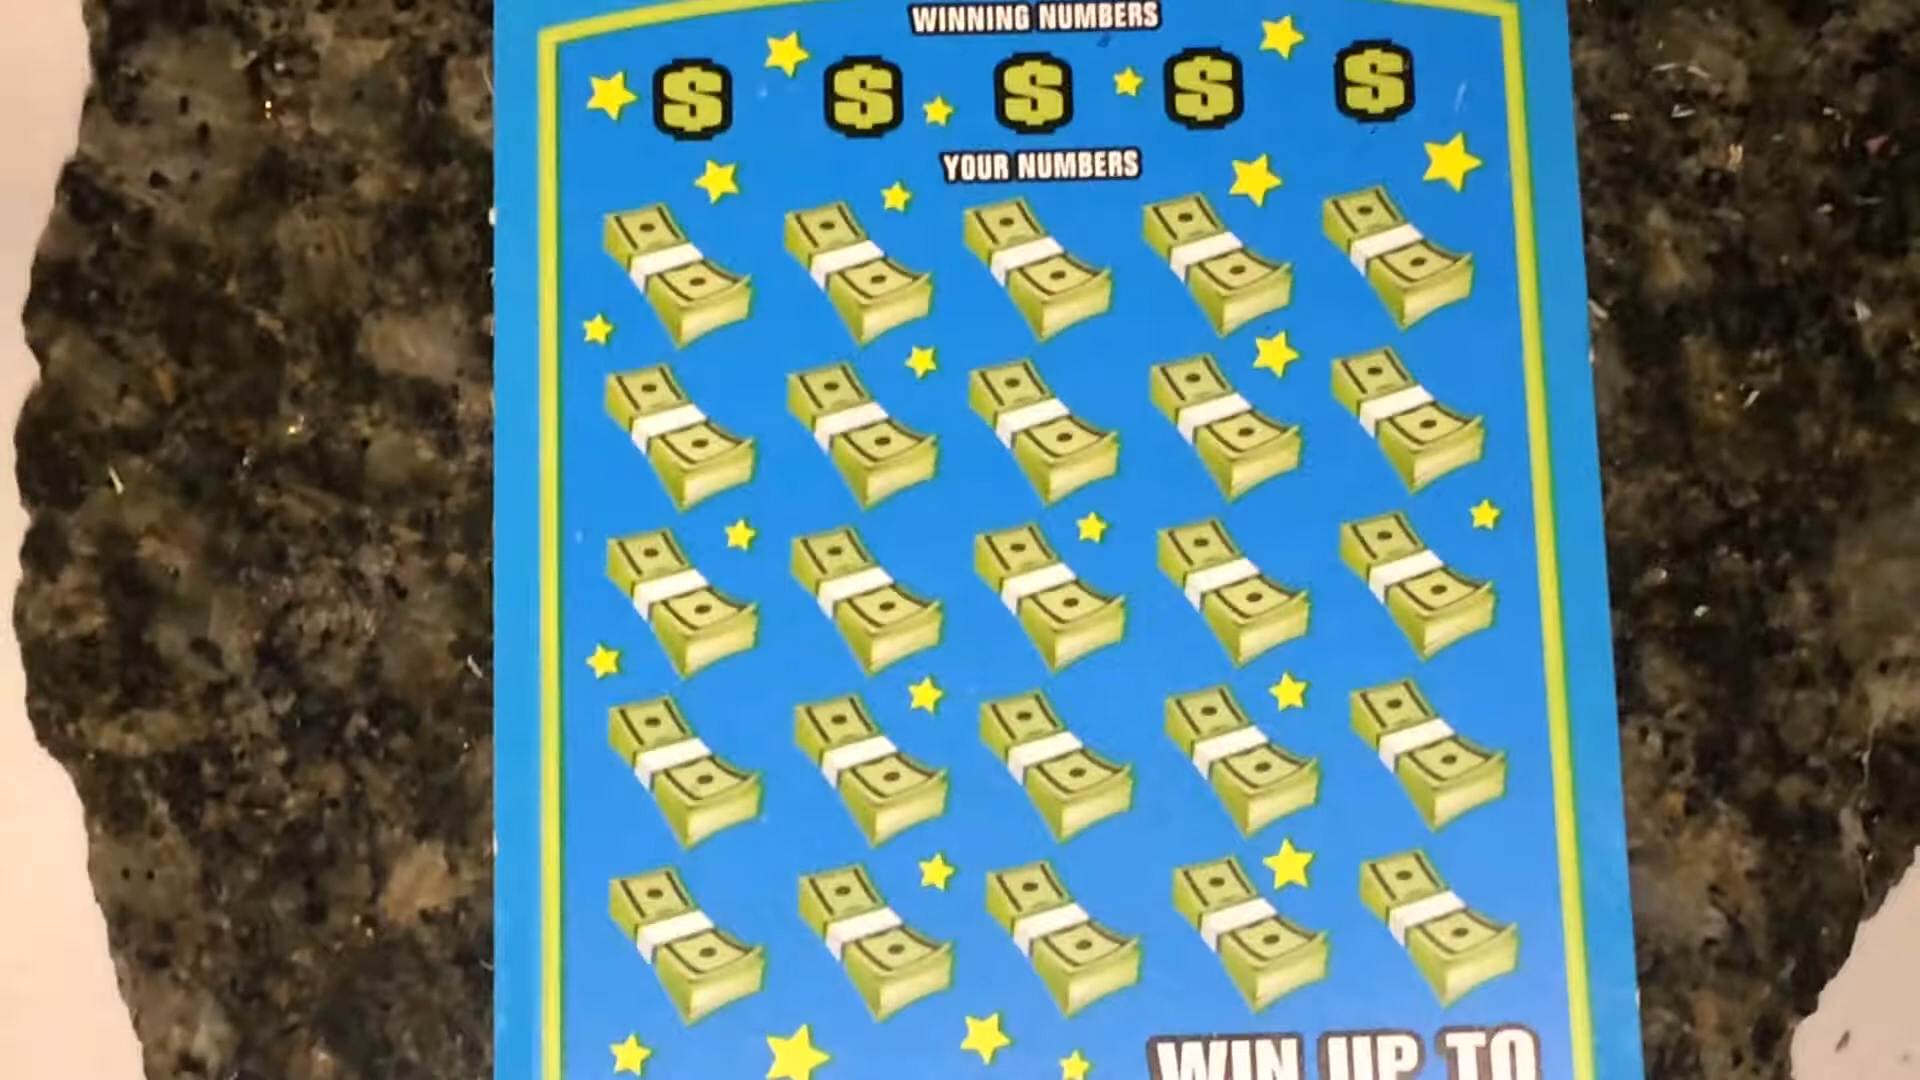 WINNING NUMBERS
$ $ $ $ $
YOUR NUMBERS
WIN UP TO